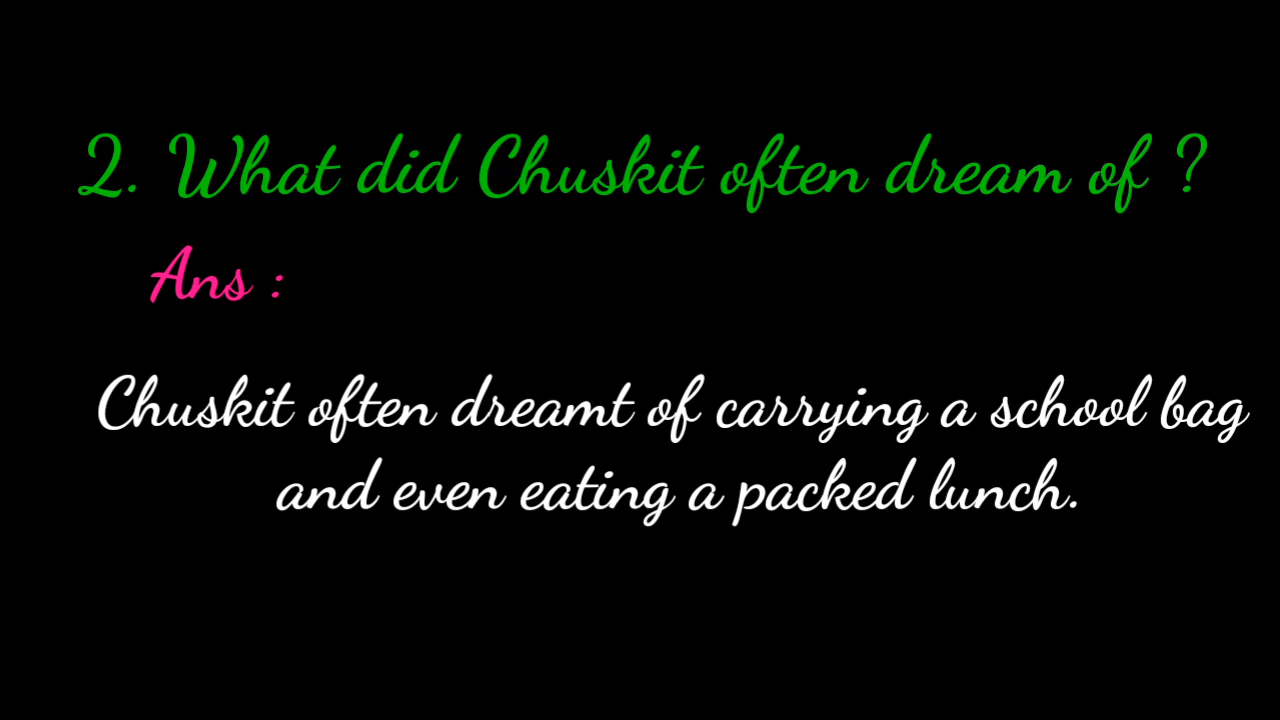 2. What did Chuskit often dream of ?
Ans :
Chuskit often dreamt of carrying a school bag
and even eating a packed lunch.